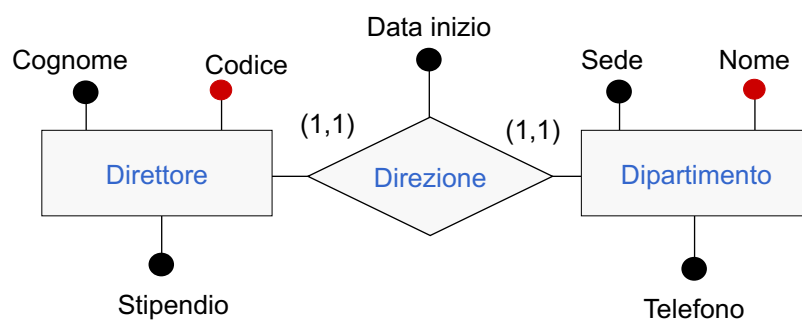 Data inizio
Cognome
Codice
Sede
Nome
(1,1)
(1,1)
Direttore
Direzione
Dipartimento
Stipendio
Telefono